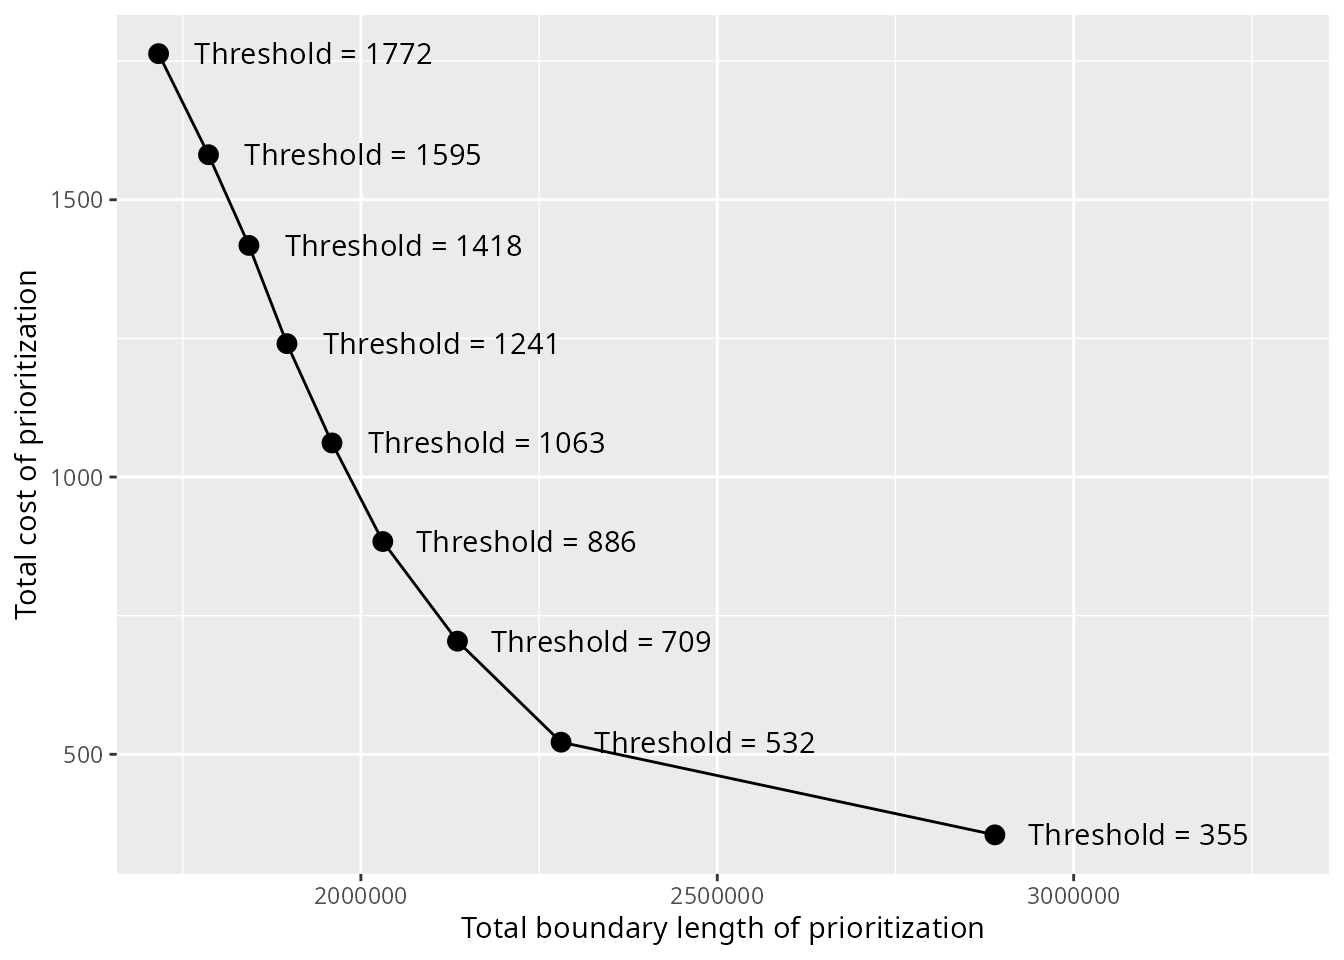 Threshold = 1772
Threshold = 1595
1500
Threshold = 1418
Threshold = 1241
Threshold = 1063
1000
Threshold = 886
Threshold = 709
Threshold = 532
500
Threshold = 355
2000000 2500000 3000000
Total boundary length of prioritization
Total cost of prioritization